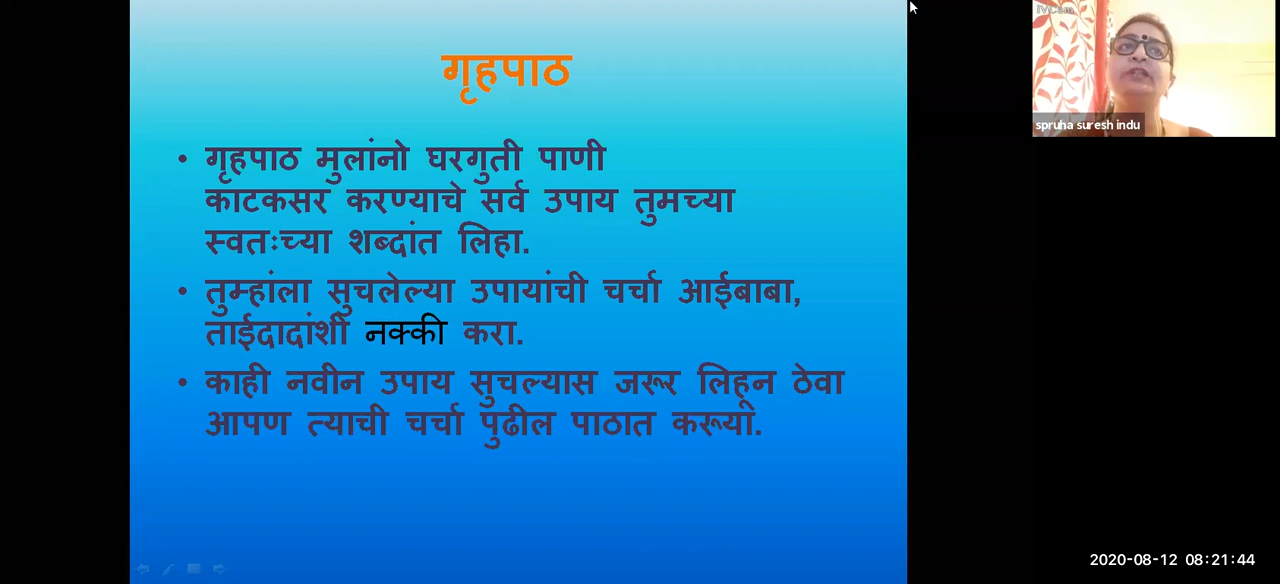 गृहपाठ
• गृहपाठ मुलांनो घरगुती पाणी
काटकसर करण्याचे सर्व उपाय तुमच्या
स्वतःच्या शब्दांत लिहा.
• तुम्हांला सुचलेल्या उपायांची चर्चा आईबाबा,
ताईदादांशी नक्की करा.
• काही नवीन उपाय सुचल्यास जरूर लिहून ठेवा
आपण त्याची चर्चा पुढील पाठात करूया.
iVCam
spruha suresh indu
2020-08-12 08:21:44